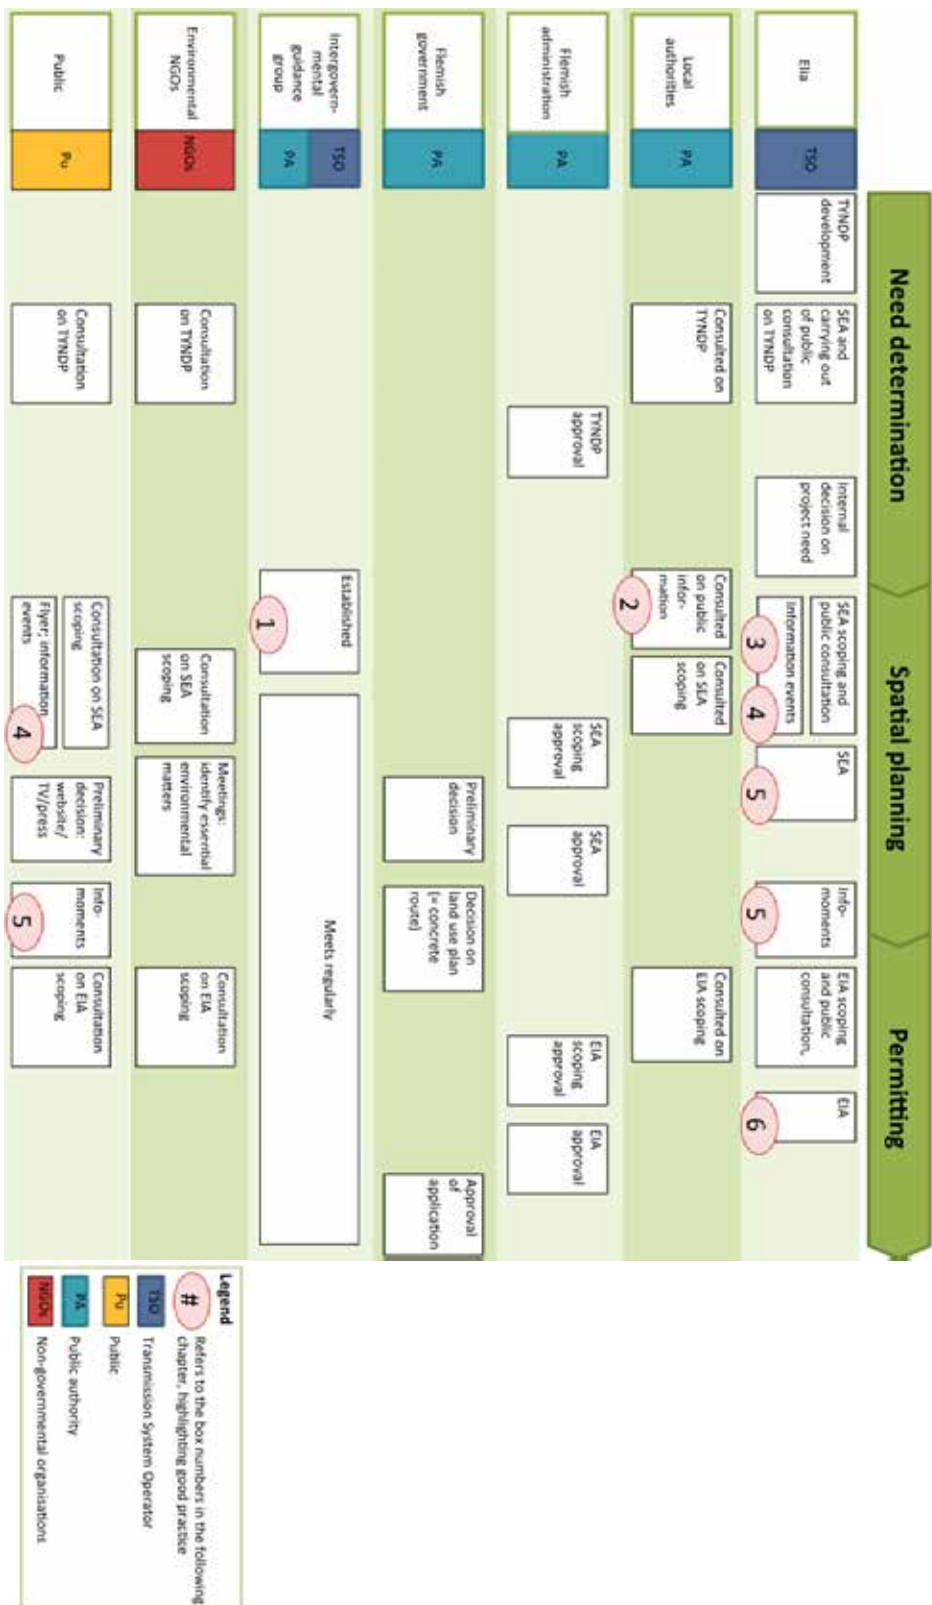 Need determination
Spatial planning
Permitting
Elia
TSO
TYNDP
development
SEA and
carrying out
of public
consultation
on TYNDP
Internal
decision on
project need
SEA scoping and
public consultation
Information events
3
4
SEA
5
Info-
moments
5
EIA scoping
and public
consultation,
EIA
6
Local
authorities
PA
Consulted on
TYNDP
Consulted
on public
infor-
mation
2
Consulted
on SEA
scoping
Consulted on
EIA scoping
Flemish
administration
PA
TYNDP
approval
SEA
scoping
approval
SEA
approval
EIA
scoping
approval
EIA
approval
Flemish
government
PA
Preliminary
decision
Decision on
land use plan
(= concrete
route)
Approval
of
application
Intergovern-
mental
guidance
group
TSO
PA
Established
1
Meets regularly
Environmental
NGOs
NGOs
Consultation
on TYNDP
Consultation
on SEA
scoping
Meetings:
identify essential
environmental
matters
Consultation
on EIA
scoping
Public
Pu
Consultation
on TYNDP
Consultation on SEA
scoping
Flyer; information
events
4
Preliminary
decision:
website/
TV/press
Info-
moments
5
Consultation
on EIA
scoping
Legend
# Refers to the box numbers in the following
chapter, highlighting good practice
TSO Transmission System Operator
Pu Public
PA Public authority
NGOs Non-governmental organisations